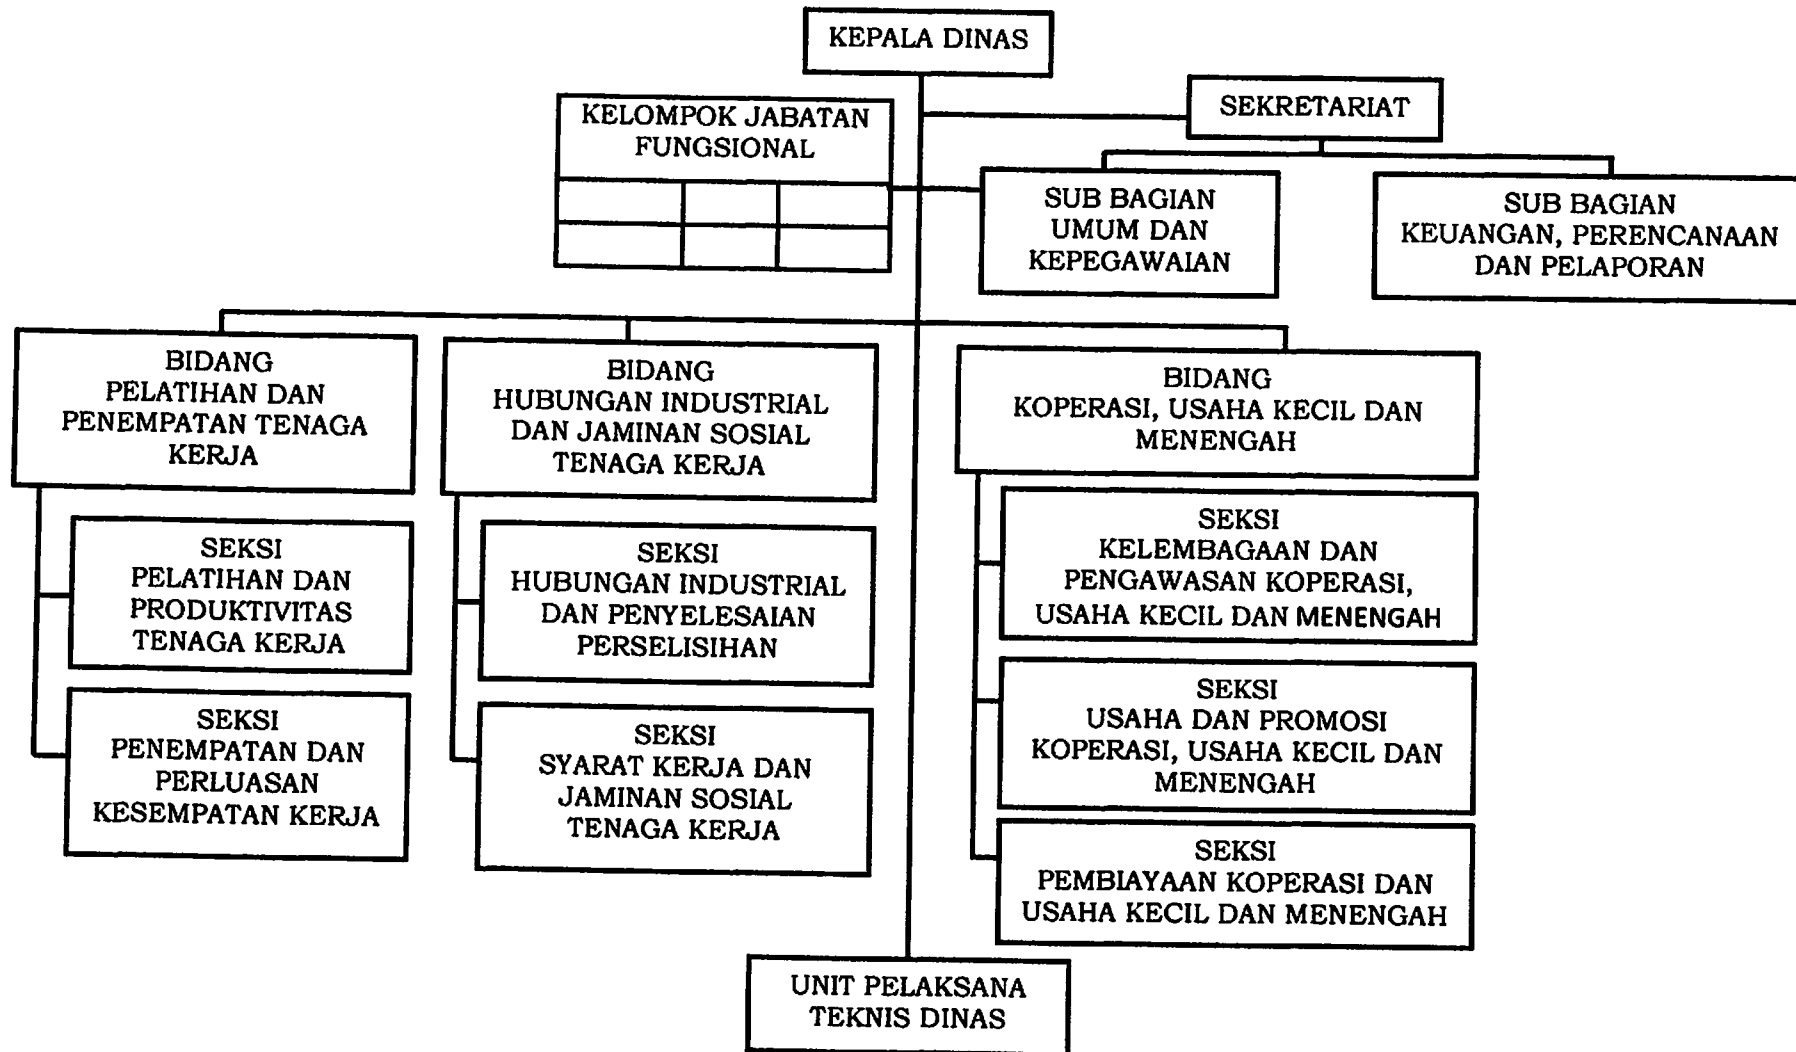 KEPALA DINAS
SEKRETARIAT
KELOMPOK JABATAN
FUNGSIONAL
SUB BAGIAN
UMUM DAN
KEPEGAWAIAN
SUB BAGIAN
KEUANGAN, PERENCANAAN
DAN PELAPORAN
BIDANG
PELATIHAN DAN
PENEMPATAN TENAGA
KERJA
SEKSI
PELATIHAN DAN
PRODUKTIVITAS
TENAGA KERJA
SEKSI
PENEMPATAN DAN
PERLUASAN
KESEMPATAN KERJA
BIDANG
HUBUNGAN INDUSTRIAL
DAN JAMINAN SOSIAL
TENAGA KERJA
SEKSI
HUBUNGAN INDUSTRIAL
DAN PENYELESAIAN
PERSELISIHAN
SEKSI
SYARAT KERJA DAN
JAMINAN SOSIAL
TENAGA KERJA
BIDANG
KOPERASI, USAHA KECIL DAN
MENENGAH
SEKSI
KELEMBAGAAN DAN
PENGAWASAN KOPERASI,
USAHA KECIL DAN MENENGAH
SEKSI
USAHA DAN PROMOSI
KOPERASI, USAHA KECIL DAN
MENENGAH
SEKSI
PEMBIAYAAN KOPERASI DAN
USAHA KECIL DAN MENENGAH
UNIT PELAKSANA
TEKNIS DINAS